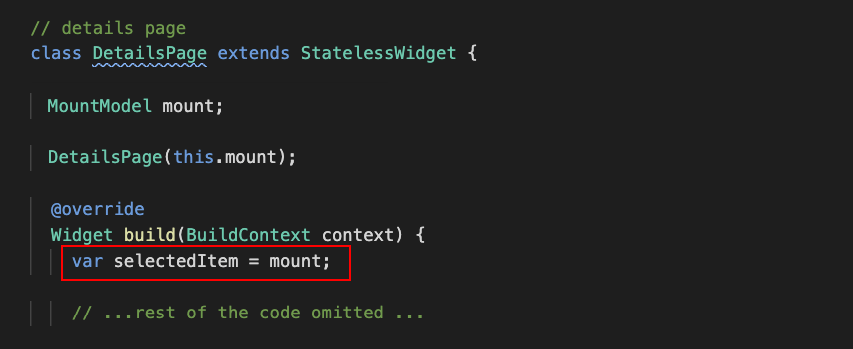 // details page
class DetailsPage extends StatelessWidget {
MountModel mount;
DetailsPage(this.mount);
@override
Widget build(BuildContext context) {
var selectedItem = mount;
// ...rest of the code omitted ...